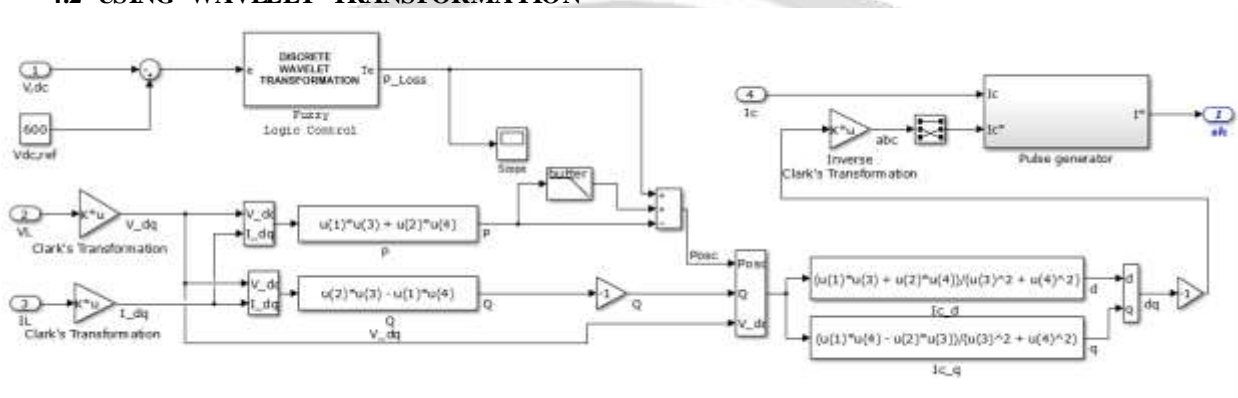 4.2 USING WAVELET TRANSFORMATION
1
V,dc
600
Vdc,ref
e
DISCRETE
WAVELET
TRANSFORMATION
Te
P_Loss
Fuzzy
Logic Control
Scope
butter
2
VL
K*u
V_dq
Clark's Transformation
3
IL
K*u
I_dq
Clark's Transformation
V_dq
I_dq
u(1)*u(3) + u(2)*u(4)
P
P
V_dq
I_dq
u(2)*u(3) - u(1)*u(4)
Q
Q
V_dq
-1
Q
Posc
Posc
Q
V_dq
(u(1)*u(3) + u(2)*u(4))/(u(3)^2 + u(4)^2)
d
Ic_d
(u(1)*u(4) - u(2)*u(3))/(u(3)^2 + u(4)^2)
q
Ic_q
d
Q
dq
-1
4
Ic
K*u
abc
Inverse
Clark's Transformation
Ic
Ic*
I*
Pulse generator
1